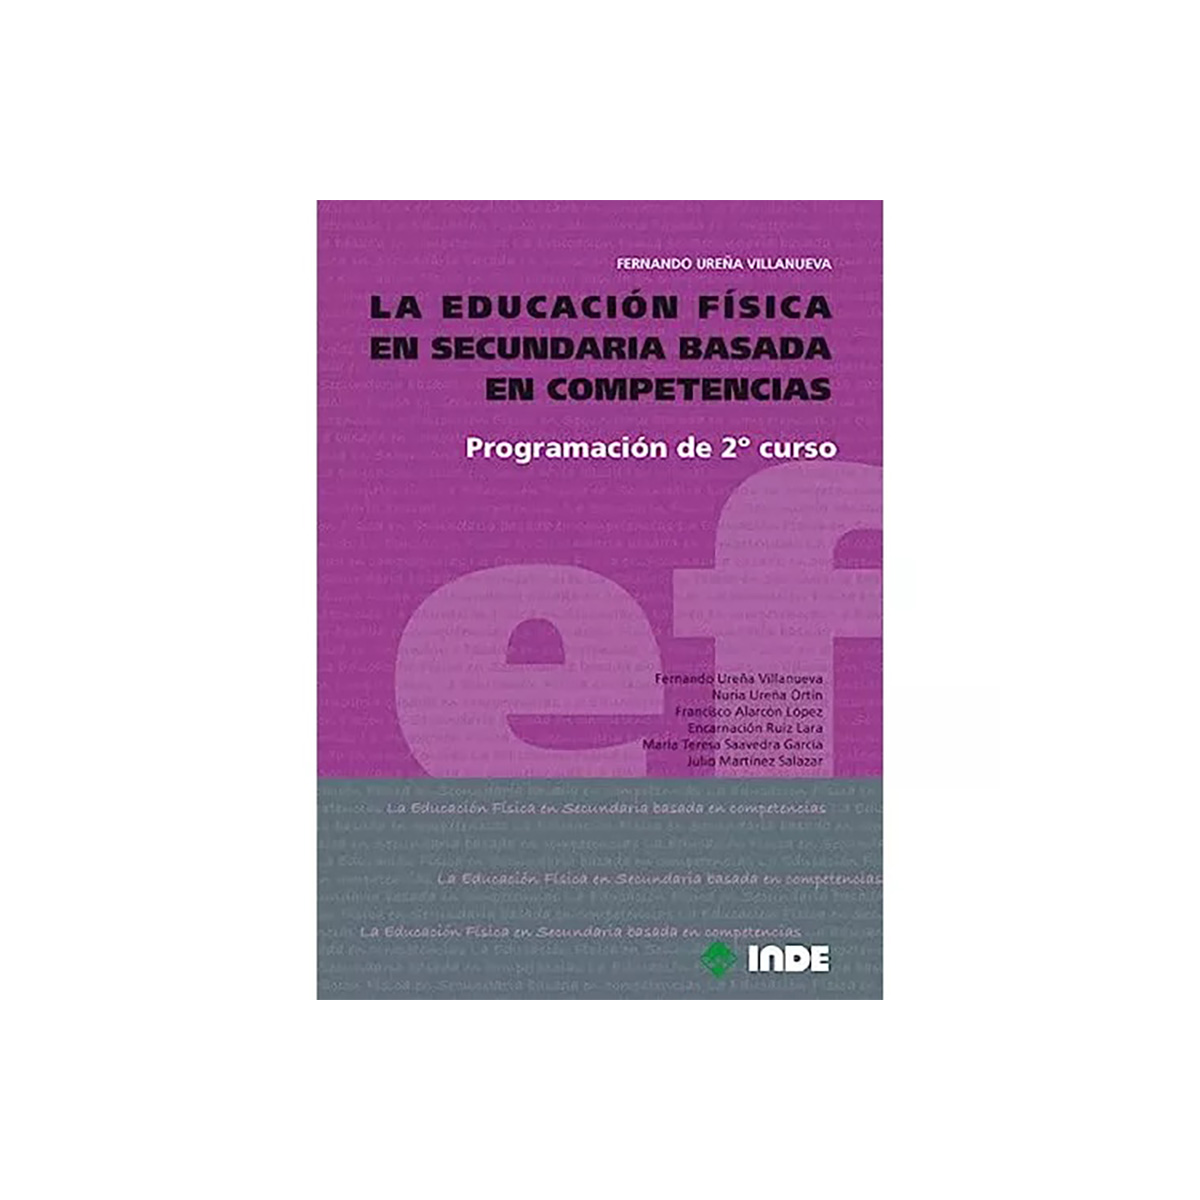 FERNANDO UREÑA VILLANUEVA
LA EDUCACIÓN FÍSICA
EN SECUNDARIA BASADA
EN COMPETENCIAS
Programación de 2º curso
ef
Fernando Ureña Villanueva
Nuria Ureña Ortín
Francisco Alarcón López
Encarnación Ruiz Lara
María Teresa Saavedra García
Julio Martínez Salazar
La Educación Física en Secundaria basada en competencias
La Educación Física en Secundaria basada en competencias
La Educación Física en Secundaria basada en competencias
INDE